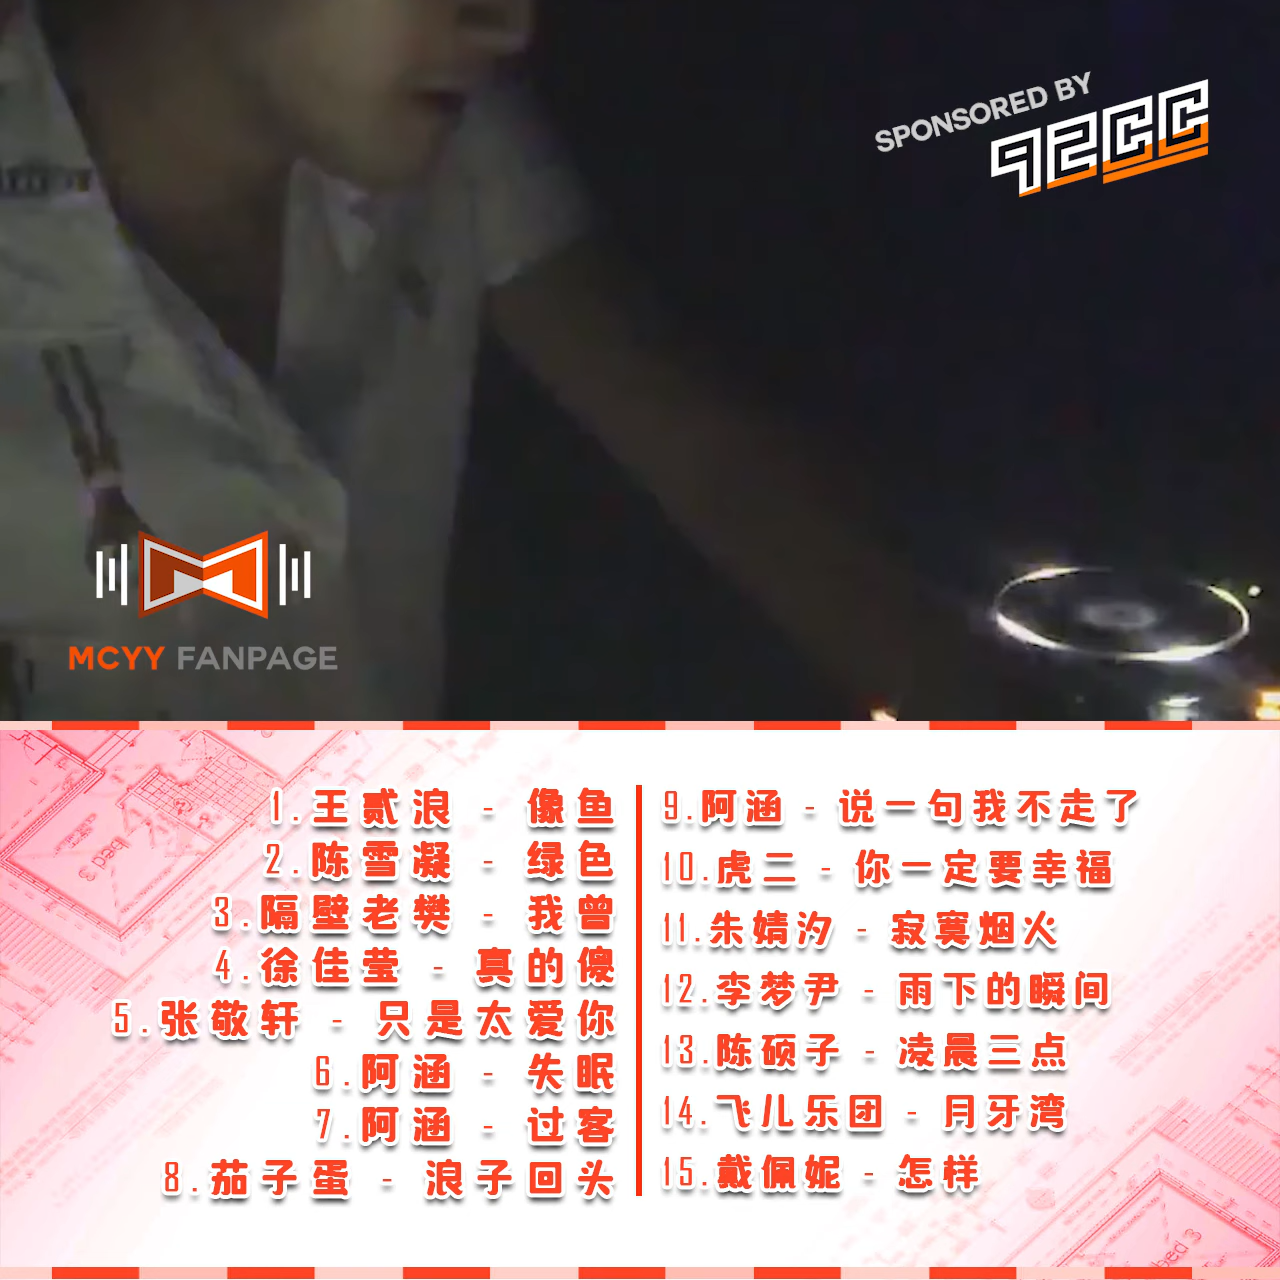 SPONSORED BY
92CC
MCYY FANPAGE
1.王贰浪 - 像鱼
2.陈雪凝 - 绿色
3.隔壁老樊 - 我曾
4.徐佳莹 - 真的傻
5.张敬轩 - 只是太爱你
6.阿涵 - 失眠
7.阿涵 - 过客
8.茄子蛋 - 浪子回头
9.阿涵 - 说一句我不走了
10.虎二 - 你一定要幸福
11.朱婧汐 - 寂寞烟火
12.李梦尹 - 雨下的瞬间
13.陈硕子 - 凌晨三点
14.飞儿乐团 - 月牙湾
15.戴佩妮 - 怎样